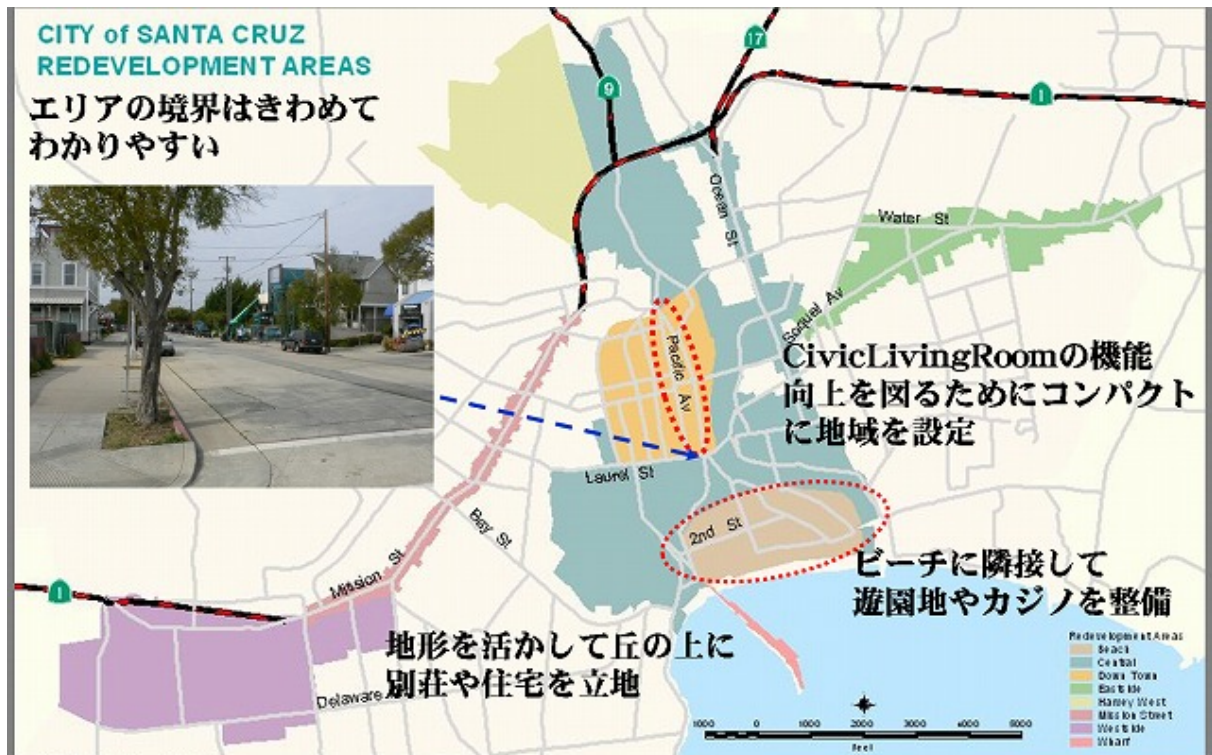 CITY of SANTA CRUZ
REDEVELOPMENT AREAS
エリアの境界はきわめて
わかりやすい
17
9
1
Ocean St
Water St
Soquel Av
Pacific Av
CivicLivingRoomの機能
向上を図るためにコンパクト
に地域を設定
Laurel St
Bay St
2nd St
Mission St
1
ビーチに隣接して
遊園地やカジノを整備
地形を活かして丘の上に
別荘や住宅を立地
Delaware
Redevelopment Areas
Beach
Central
Down Town
Eastside
Harvey West
Mission Street
Westside
Wharf
1000 0 1000 2000 3000 4000 5000
Feet